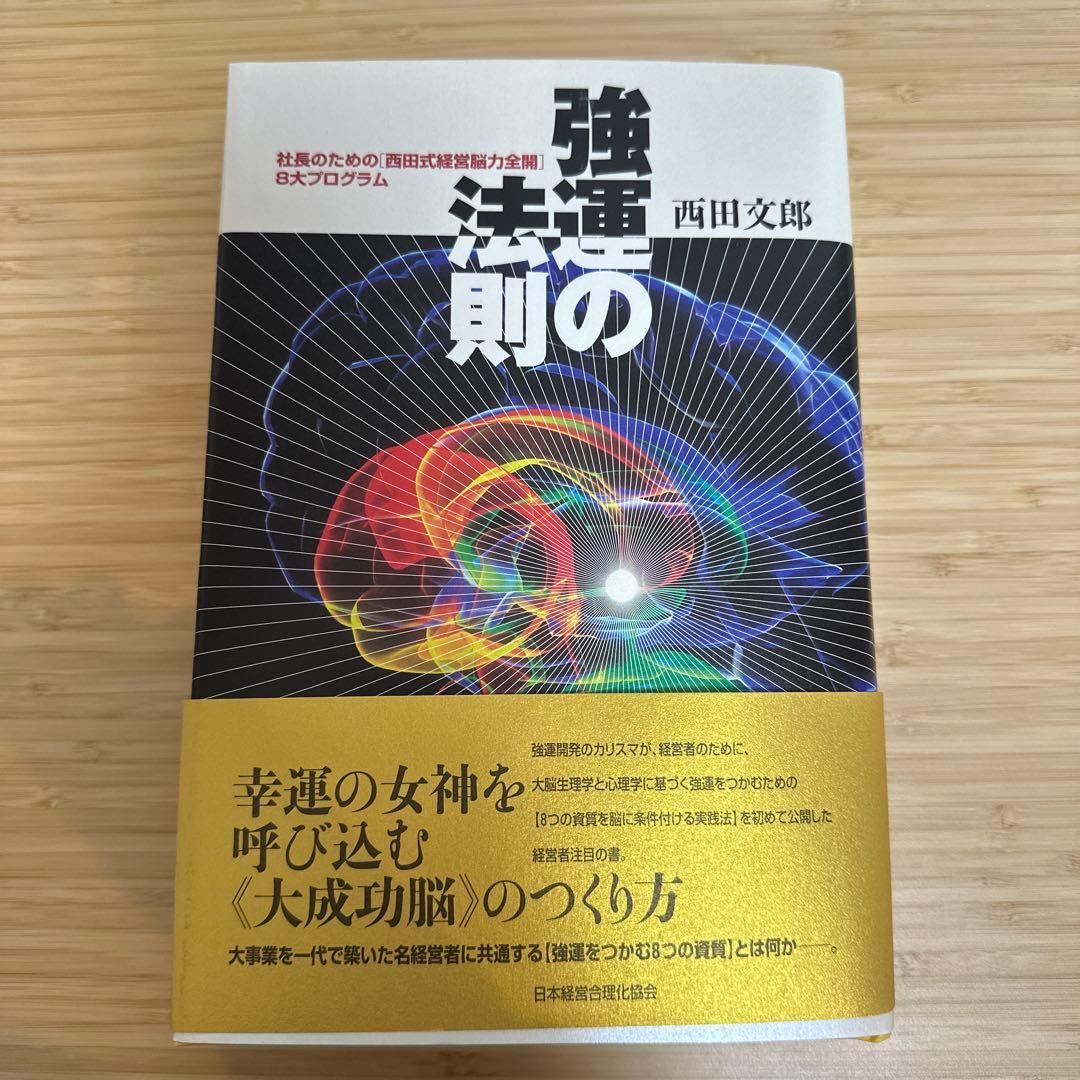 強運の
法則
社長のための[西田式経営脳力全開]
8大プログラム
西田文郎
強運開発のカリスマが、経営者のために、
大脳生理学と心理学に基づく強運をつかむための
【8つの資質を脳に条件付ける実践法】を初めて公開した
経営者注目の書。
幸運の女神を
呼び込む
《大成功脳》のつくり方
大事業を一代で築いた名経営者に共通する【強運をつかむ8つの資質】とは何か──。
日本経営合理化協会